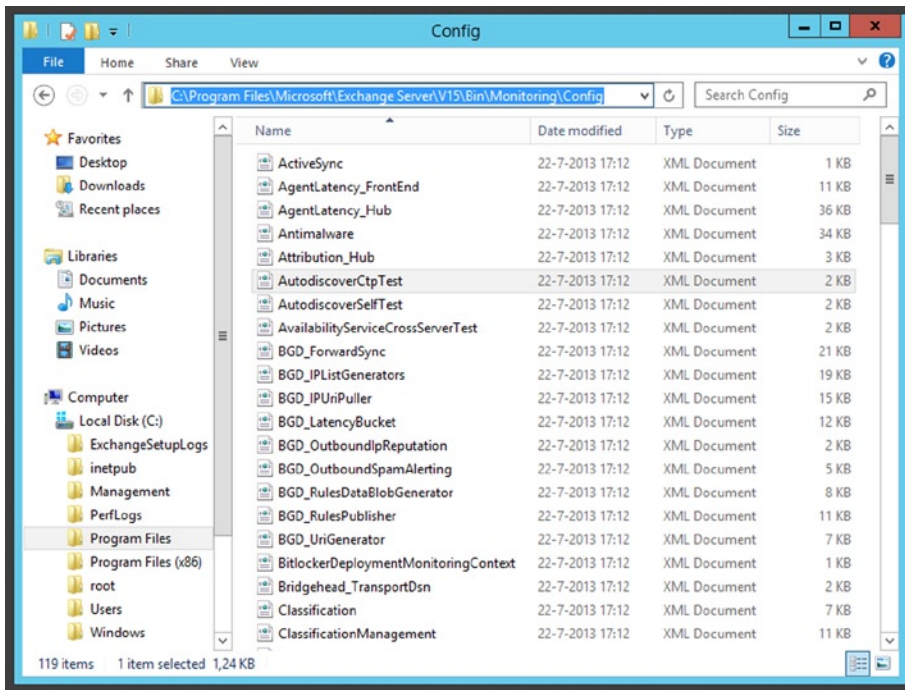 Config
File Home Share View
C:\Program Files\Microsoft\Exchange Server\V15\Bin\Monitoring\Config Search Config
Favorites
Desktop
Downloads
Recent places
Libraries
Documents
Music
Pictures
Videos
Computer
Local Disk (C:)
ExchangeSetupLogs
inetpub
Management
PerfLogs
Program Files
Program Files (x86)
root
Users
Windows
Name Date modified Type Size
ActiveSync 22-7-2013 17:12 XML Document 1 KB
AgentLatency_FrontEnd 22-7-2013 17:12 XML Document 11 KB
AgentLatency_Hub 22-7-2013 17:12 XML Document 36 KB
Antimalware 22-7-2013 17:12 XML Document 34 KB
Attribution_Hub 22-7-2013 17:12 XML Document 3 KB
AutodiscoverCtpTest 22-7-2013 17:12 XML Document 2 KB
AutodiscoverSelfTest 22-7-2013 17:12 XML Document 2 KB
AvailabilityServiceCrossServerTest 22-7-2013 17:12 XML Document 2 KB
BGD_ForwardSync 22-7-2013 17:12 XML Document 21 KB
BGD_IPListGenerators 22-7-2013 17:12 XML Document 19 KB
BGD_IPUriPuller 22-7-2013 17:12 XML Document 15 KB
BGD_LatencyBucket 22-7-2013 17:12 XML Document 12 KB
BGD_OutboundIpReputation 22-7-2013 17:12 XML Document 2 KB
BGD_OutboundSpamAlerting 22-7-2013 17:12 XML Document 5 KB
BGD_RulesDataBlobGenerator 22-7-2013 17:12 XML Document 8 KB
BGD_RulesPublisher 22-7-2013 17:12 XML Document 11 KB
BGD_UriGenerator 22-7-2013 17:12 XML Document 7 KB
BitlockerDeploymentMonitoringContext 22-7-2013 17:12 XML Document 1 KB
Bridgehead_TransportDsn 22-7-2013 17:12 XML Document 2 KB
Classification 22-7-2013 17:12 XML Document 7 KB
ClassificationManagement 22-7-2013 17:12 XML Document 11 KB
119 items 1 item selected 1,24 KB